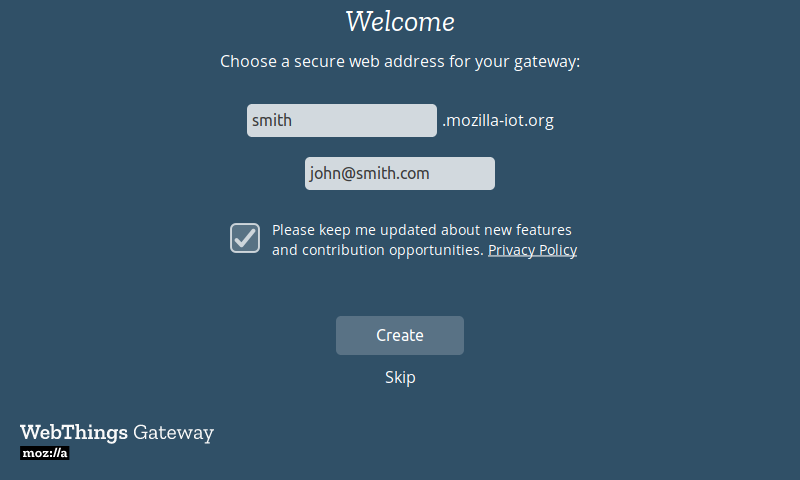 Welcome
Choose a secure web address for your gateway:
smith .mozilla-iot.org
john@smith.com
Please keep me updated about new features
and contribution opportunities. Privacy Policy
Create
Skip
WebThings Gateway
moz://a